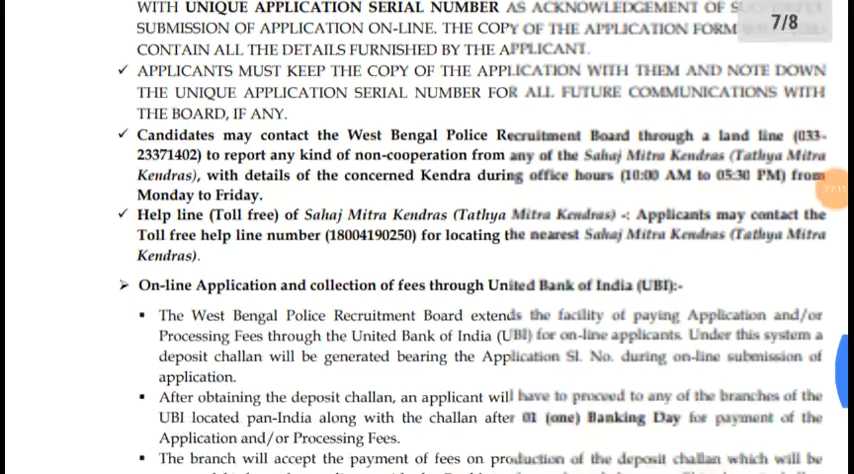 WITH UNIQUE APPLICATION SERIAL NUMBER AS ACKNOWLEDGEMENT OF
7/8
SUBMISSION OF APPLICATION ON-LINE. THE COPY OF THE APPLICATION FORM
CONTAIN ALL THE DETAILS FURNISHED BY THE APPLICANT.
✓ APPLICANTS MUST KEEP THE COPY OF THE APPLICATION WITH THEM AND NOTE DOWN
THE UNIQUE APPLICATION SERIAL NUMBER FOR ALL FUTURE COMMUNICATIONS WITH
THE BOARD, IF ANY.
✓ Candidates may contact the West Bengal Police Recruitment Board through a land line (033-
23371402) to report any kind of non-cooperation from any of the Sahaj Mitra Kendras (Tathya Mitra
Kendras), with details of the concerned Kendra during office hours (10:00 AM to 05:30 PM) from
Monday to Friday.
✓ Help line (Toll free) of Sahaj Mitra Kendras (Tathya Mitra Kendras) -: Applicants may contact the
Toll free help line number (18004190250) for locating the nearest Sahaj Mitra Kendras (Tathya Mitra
Kendras).
➢ On-line Application and collection of fees through United Bank of India (UBI):-
▪ The West Bengal Police Recruitment Board extends the facility of paying Application and/or
Processing Fees through the United Bank of India (UBI) for on-line applicants. Under this system a
deposit challan will be generated bearing the Application Sl. No. during on-line submission of
application.
▪ After obtaining the deposit challan, an applicant will have to proceed to any of the branches of the
UBI located pan-India along with the challan after 01 (one) Banking Day for payment of the
Application and/or Processing Fees.
▪ The branch will accept the payment of fees on production of the deposit challan which will be